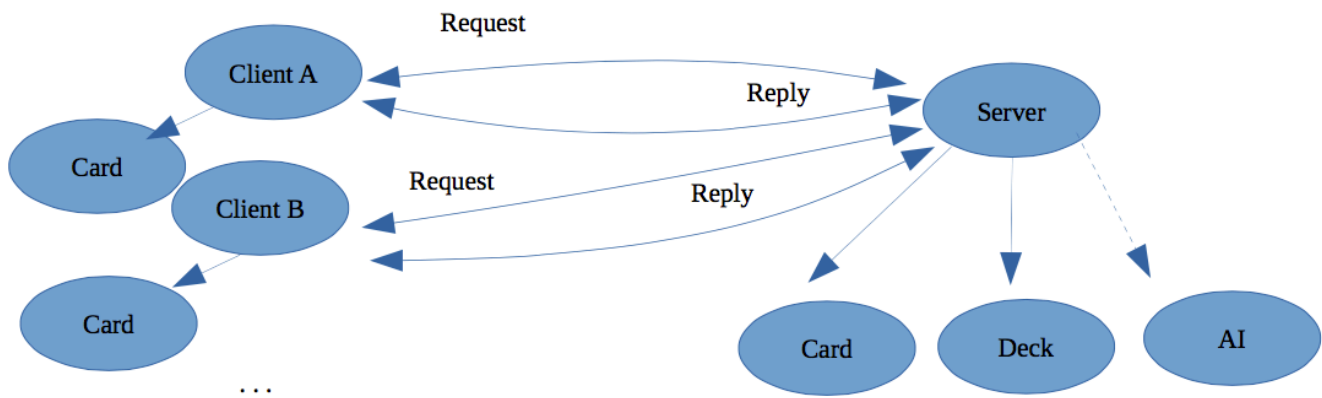 Request
Client A
Reply
Server
Card
Request
Reply
Client B
Card
Card
Deck
AI
. . .